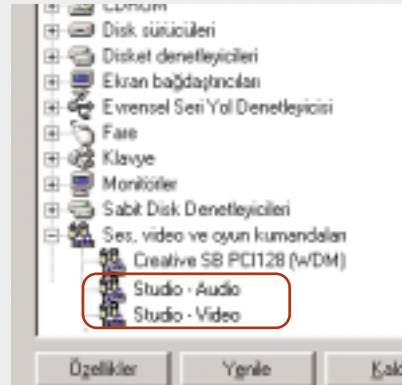 CDROM
Disk sürücüleri
Disket denetleyicileri
Ekran bağdaştırıcıları
Evrensel Seri Yol Denetleyicisi
Fare
Klavye
Monitörler
Sabit Disk Denetleyicileri
Ses, video ve oyun kumandaları
Creative SB PCI128 (WDM)
Studio - Audio
Studio - Video
Özellikler Yenile